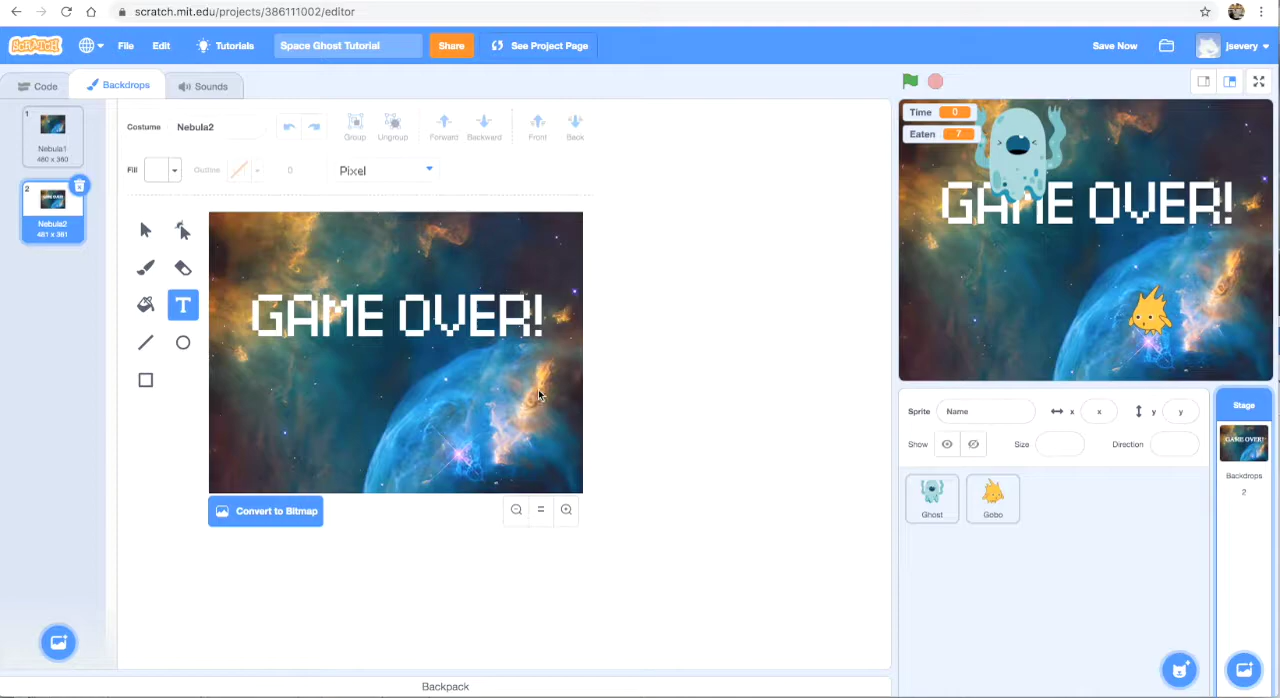 scratch.mit.edu/projects/386111002/editor
SCRATCH File Edit Tutorials Space Ghost Tutorial Share See Project Page Save Now jsevery
Code Backdrops Sounds
1
Nebula1
480 x 360
2
GAME OVER!
Nebula2
481 x 361
Costume Nebula2 Group Ungroup Forward Backward Front Back
Fill Outline 0 Pixel
T
GAME OVER!
Convert to Bitmap
Time 0
Eaten 7
GAME OVER!
Sprite Name x x y y
Show Size Direction
Ghost Gobo
Stage
GAME OVER!
Backdrops
2
Backpack